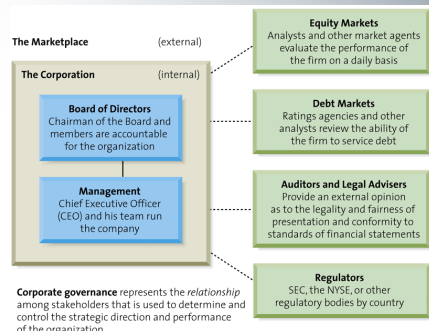 The Marketplace (external)
The Corporation (internal)
Board of Directors
Chairman of the Board and
members are accountable
for the organization
Management
Chief Executive Officer
(CEO) and his team run
the company
Equity Markets
Analysts and other market agents
evaluate the performance of
the firm on a daily basis
Debt Markets
Ratings agencies and other
analysts review the ability of
the firm to service debt
Auditors and Legal Advisers
Provide an external opinion
as to the legality and fairness of
presentation and conformity to
standards of financial statements
Regulators
SEC, the NYSE, or other
regulatory bodies by country
Corporate governance represents the relationship
among stakeholders that is used to determine and
control the strategic direction and performance
of the organization